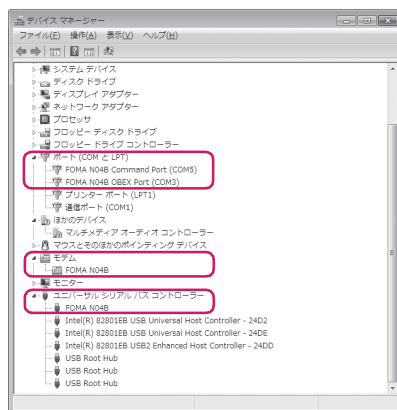 デバイス マネージャー
ファイル(F) 操作(A) 表示(V) ヘルプ(H)
システム デバイス
ディスク ドライブ
ディスプレイ アダプター
ネットワーク アダプター
プロセッサ
フロッピー ディスク ドライブ
フロッピー ドライブ コントローラー
ポート (COM と LPT)
FOMA N04B Command Port (COM5)
FOMA N04B OBEX Port (COM3)
プリンター ポート (LPT1)
通信ポート (COM1)
ほかのデバイス
マルチメディア オーディオ コントローラー
マウスとそのほかのポインティング デバイス
モデム
FOMA N04B
モニター
ユニバーサル シリアル バス コントローラー
FOMA N04B
Intel(R) 82801EB USB Universal Host Controller - 24D2
Intel(R) 82801EB USB Universal Host Controller - 24DE
Intel(R) 82801EB USB2 Enhanced Host Controller - 24DD
USB Root Hub
USB Root Hub
USB Root Hub